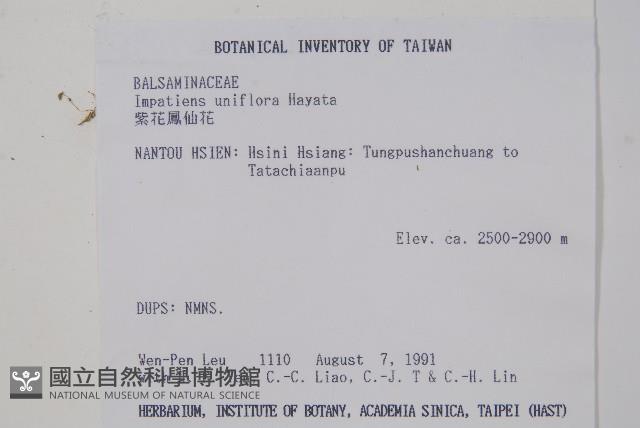 BOTANICAL INVENTORY OF TAIWAN
BALSAMINACEAE
Impatiens uniflora Hayata
紫花鳳仙花
NANTOU HSIEN: Hsini Hsiang: Tungpushanchuang to
Tatachiaanpu
Elev. ca. 2500-2900 m
DUPS: NMNS.
Wen-Pen Leu 1110 August 7, 1991
C.-C. Liao, C.-J. T & C.-H. Lin
國立自然科學博物館
NATIONAL MUSEUM OF NATURAL SCIENCE
HERBARIUM, INSTITUTE OF BOTANY, ACADEMIA SINICA, TAIPEI (HAST)